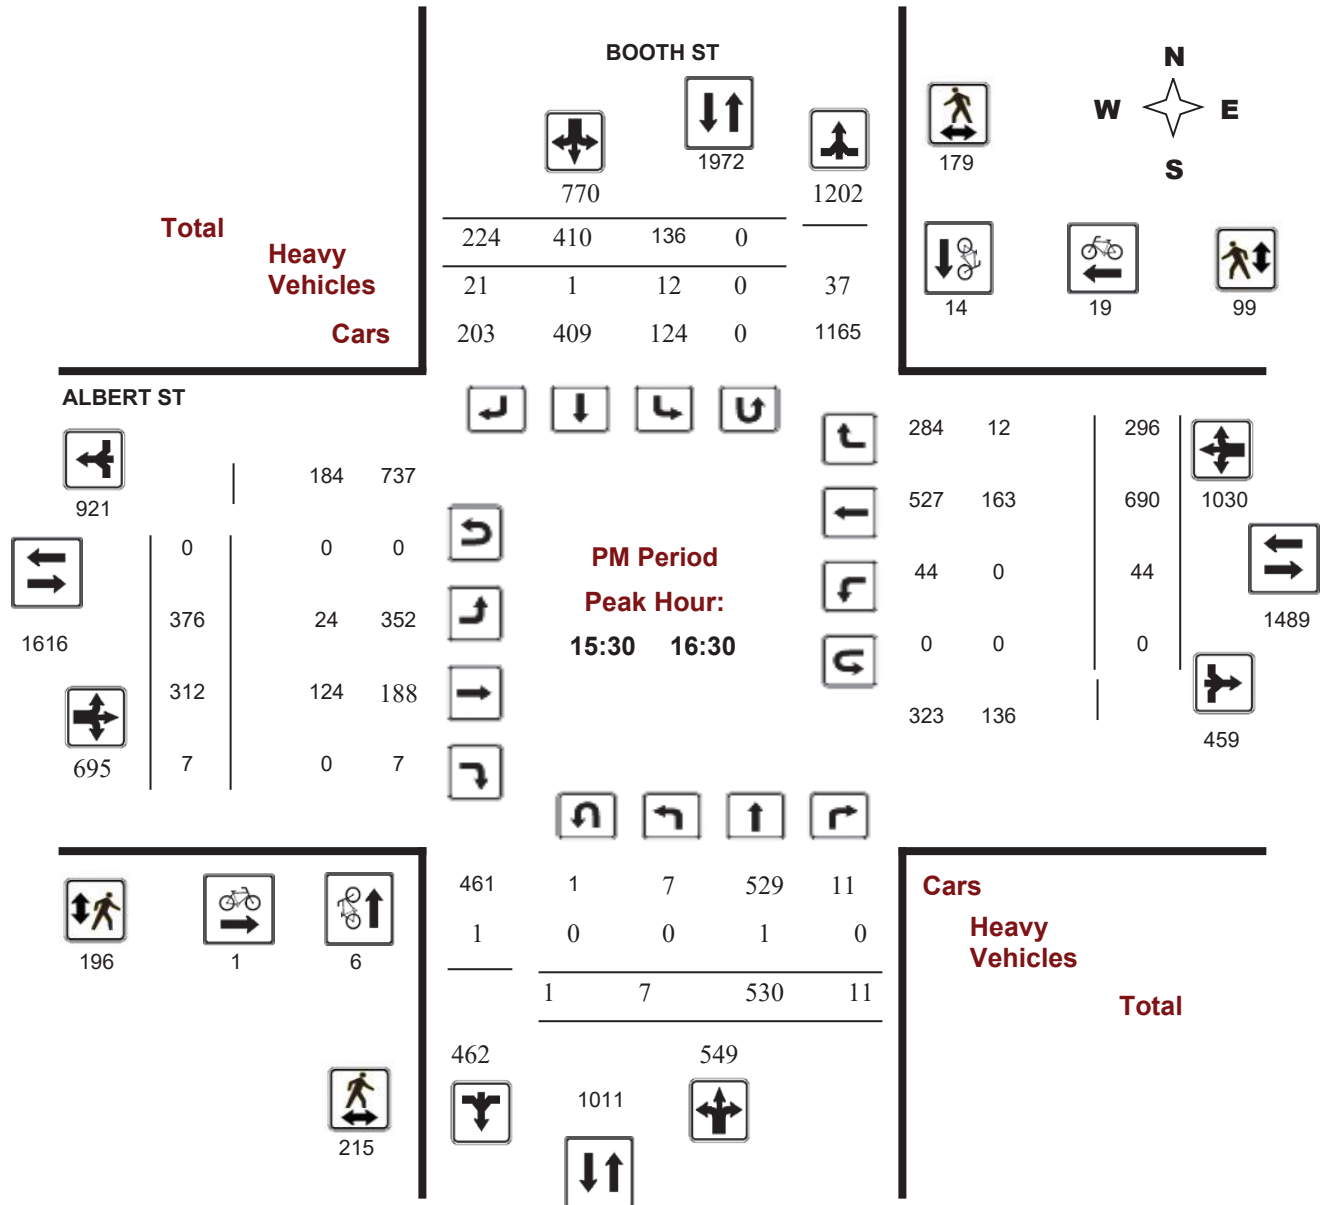 BOOTH ST
N
W E
S
1972
179
770 1202
Total
224 410 136 0
Heavy
Vehicles
21 1 12 0 37
14 19 99
Cars
203 409 124 0 1165
ALBERT ST
284 12 296
184 737
921
527 163 690 1030
0 0 0
PM Period
44 0 44
Peak Hour:
376 24 352
1616
15:30 16:30
0 0 0
1489
312 124 188
323 136
459
695 7 0 7
461 1 7 529 11
Cars
1 0 0 1 0
Heavy
Vehicles
196 1 6
1 7 530 11
Total
462 549
1011
215